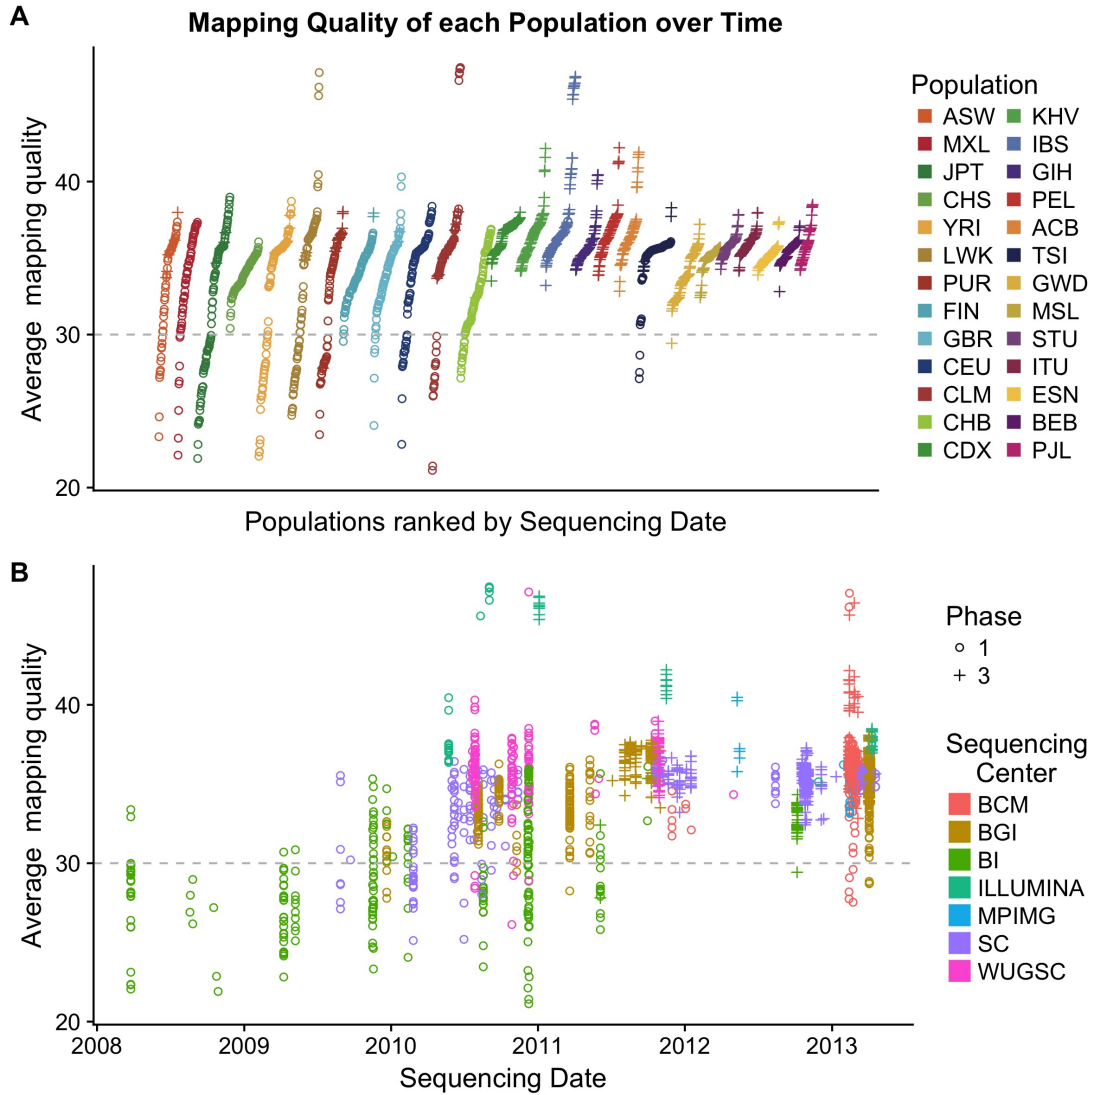 A
Mapping Quality of each Population over Time
Average mapping quality
40
30
20
Populations ranked by Sequencing Date
Population
ASW
MXL
JPT
CHS
YRI
LWK
PUR
FIN
GBR
CEU
CLM
CHB
CDX
KHV
IBS
GIH
PEL
ACB
TSI
GWD
MSL
STU
ITU
ESN
BEB
PJL
B
Average mapping quality
40
30
20
2008 2009 2010 2011 2012 2013
Sequencing Date
Phase
1
3
Sequencing
Center
BCM
BGI
BI
ILLUMINA
MPIMG
SC
WUGSC